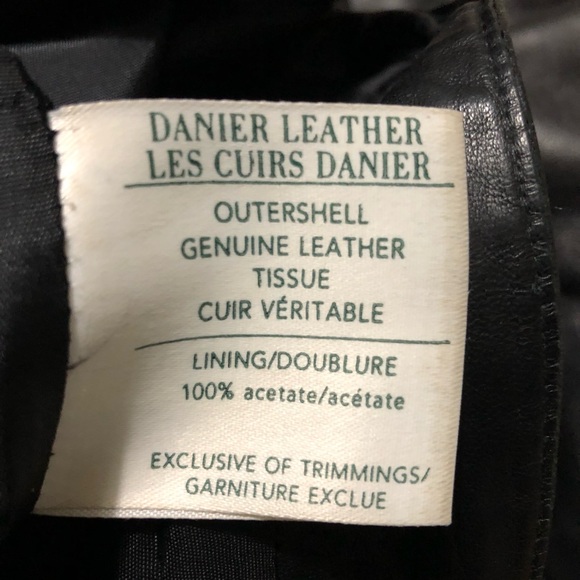 DANIER LEATHER
LES CUIRS DANIER
OUTERSHELL
GENUINE LEATHER
TISSUE
CUIR VÉRITABLE
LINING/DOUBLURE
100% acetate/acétate
EXCLUSIVE OF TRIMMINGS/
GARNITURE EXCLUE